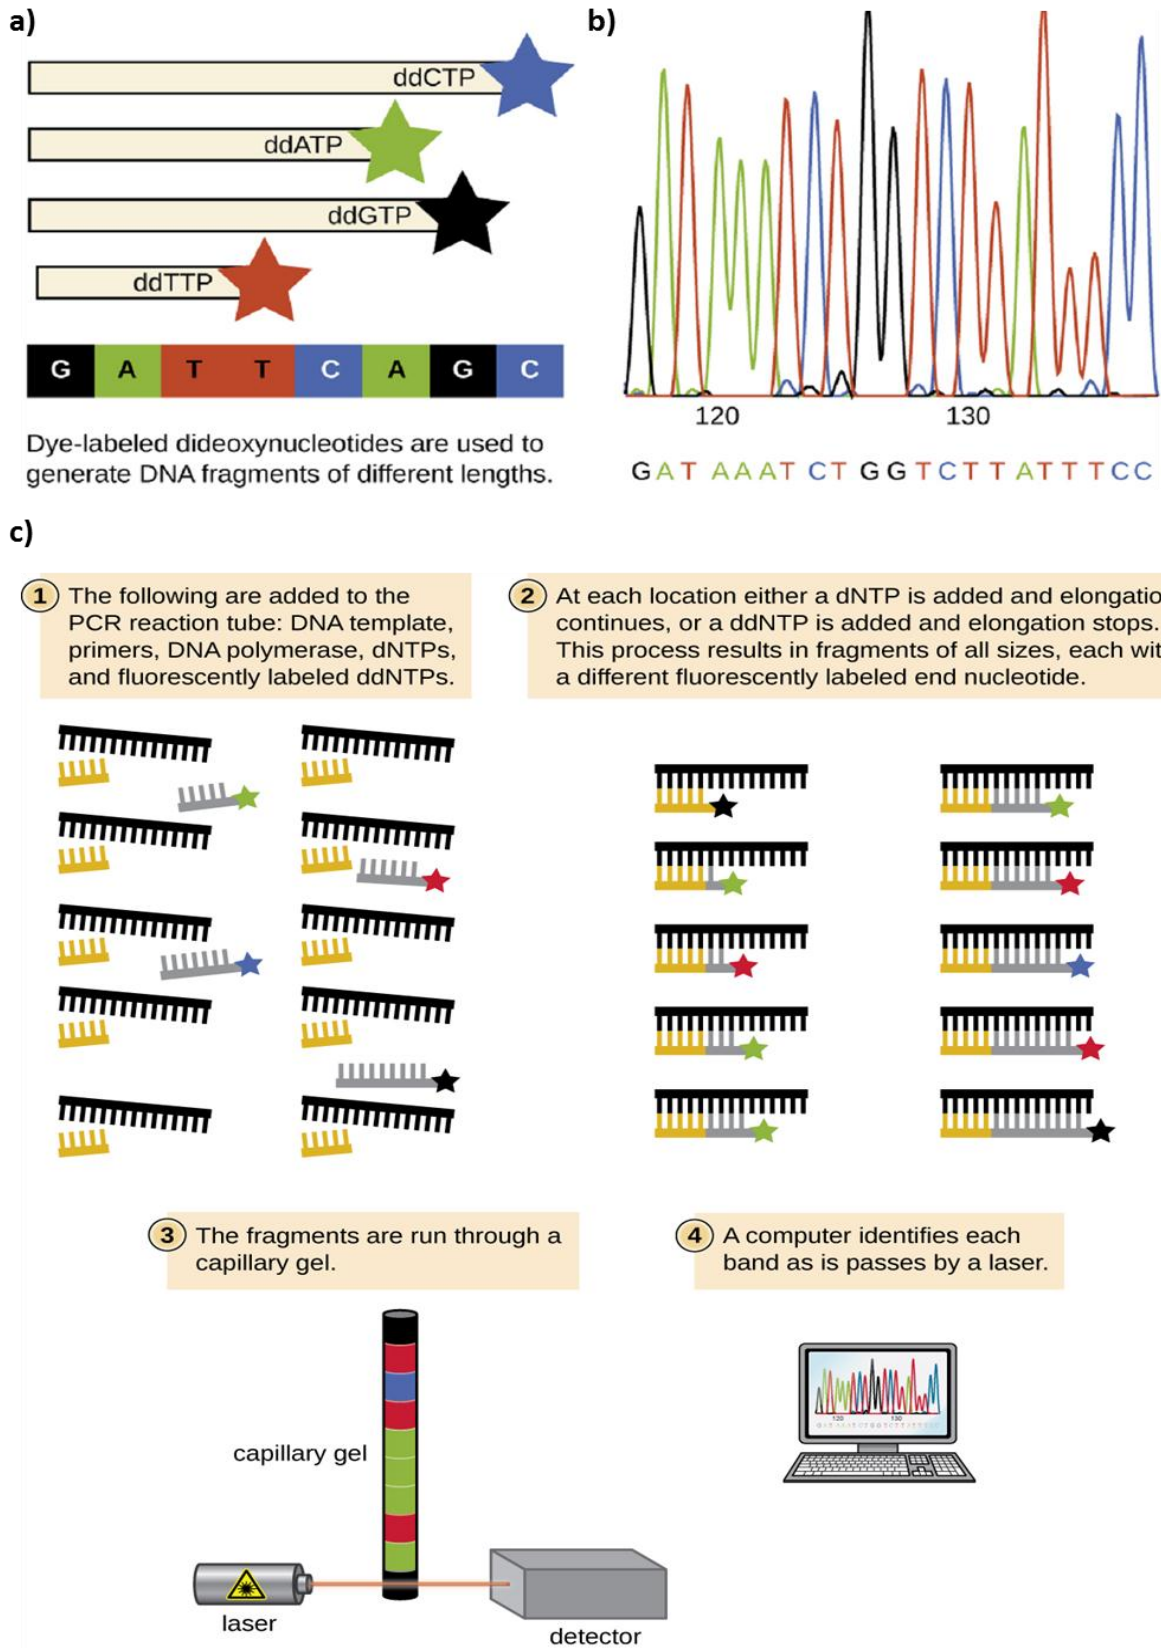 a)
ddCTP
ddATP
ddGTP
ddTTP
G A T T C A G C
Dye-labeled dideoxynucleotides are used to
generate DNA fragments of different lengths.
b)
120 130
G A T A A A T C T G G T C T T A T T T C C
c)
1 The following are added to the
PCR reaction tube: DNA template,
primers, DNA polymerase, dNTPs,
and fluorescently labeled ddNTPs.
2 At each location either a dNTP is added and elongatio
continues, or a ddNTP is added and elongation stops.
This process results in fragments of all sizes, each wit
a different fluorescently labeled end nucleotide.
3 The fragments are run through a
capillary gel.
capillary gel
laser
detector
4 A computer identifies each
band as is passes by a laser.
120 130